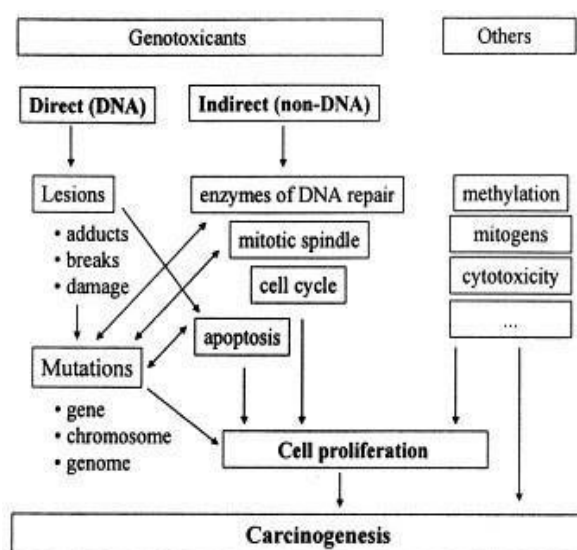 Genotoxicants
Others
Direct (DNA)
Indirect (non-DNA)
Lesions
• adducts
• breaks
• damage
enzymes of DNA repair
mitotic spindle
cell cycle
apoptosis
methylation
mitogens
cytotoxicity
...
Mutations
• gene
• chromosome
• genome
Cell proliferation
Carcinogenesis